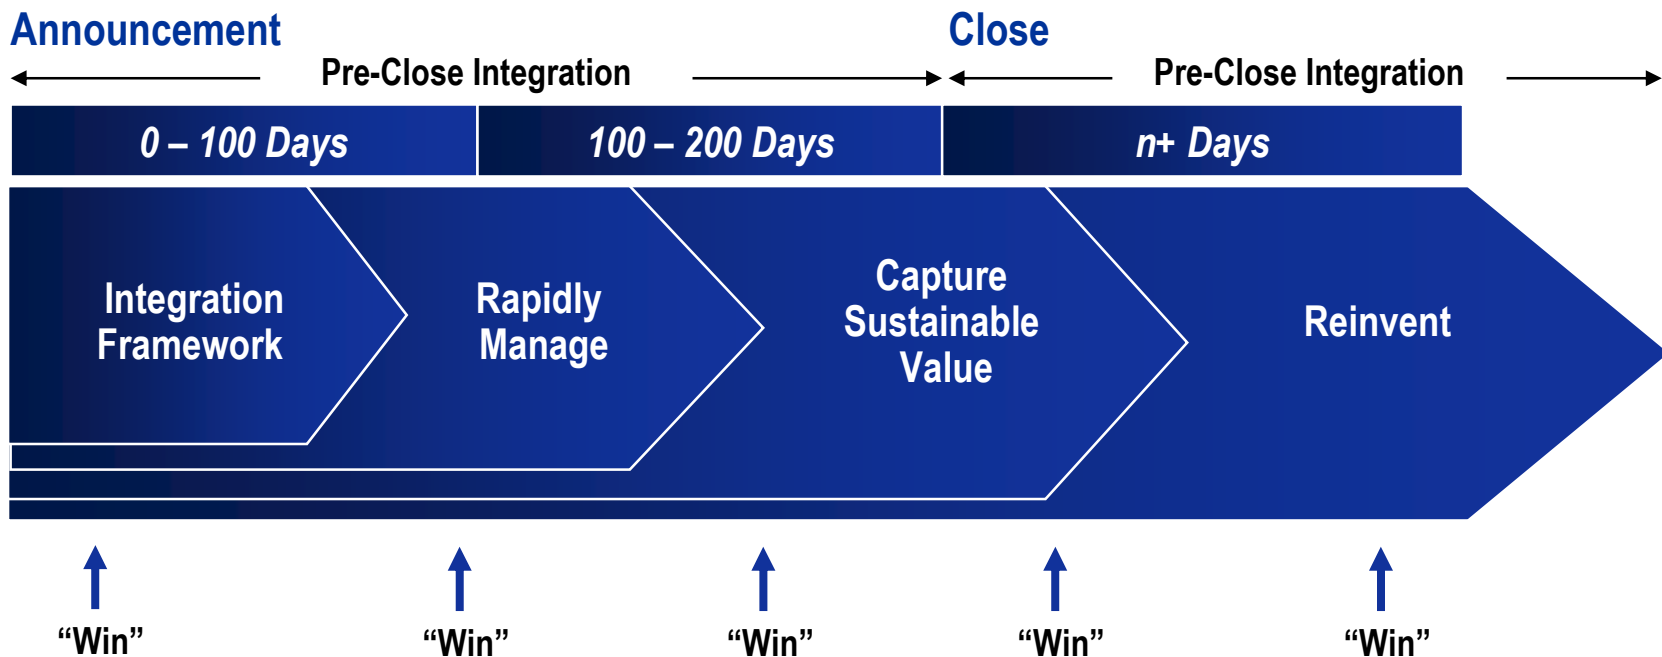 Announcement
Close
Pre-Close Integration
Pre-Close Integration
0 – 100 Days
100 – 200 Days
n+ Days
Integration
Framework
Rapidly
Manage
Capture
Sustainable
Value
Reinvent
“Win”
“Win”
“Win”
“Win”
“Win”